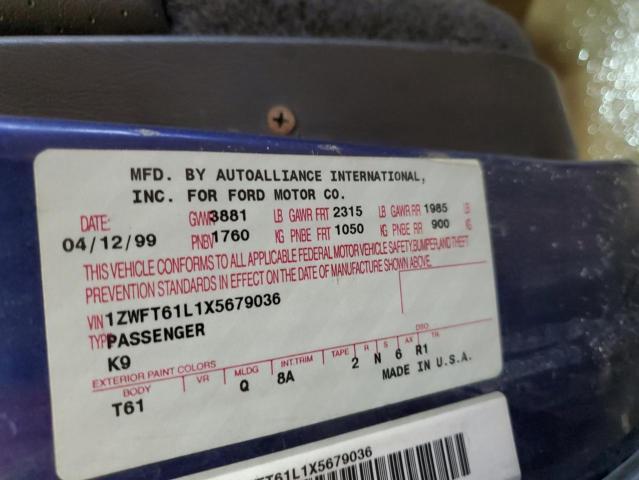 MFD. BY AUTOALLIANCE INTERNATIONAL,
INC. FOR FORD MOTOR CO.
DATE: GVWR 3881 LB GAWR FRT 2315 LB GAWR RR 1985 LB
04/12/99 PNBV 1760 KG PNBE FRT 1050 KG PNBE RR 900 KG
THIS VEHICLE CONFORMS TO ALL APPLICABLE FEDERAL MOTOR VEHICLE SAFETY, BUMPER, AND THEFT
PREVENTION STANDARDS IN EFFECT ON THE DATE OF MANUFACTURE SHOWN ABOVE.
VIN 1ZWFT61L1X5679036
TYPE PASSENGER
K9
EXTERIOR PAINT COLORS DSO
BODY VR MLDG INT.TRIM TAPE R S AX TR
T61 Q 8A 2 N 6 R1
MADE IN U.S.A.
FT61L1X5679036